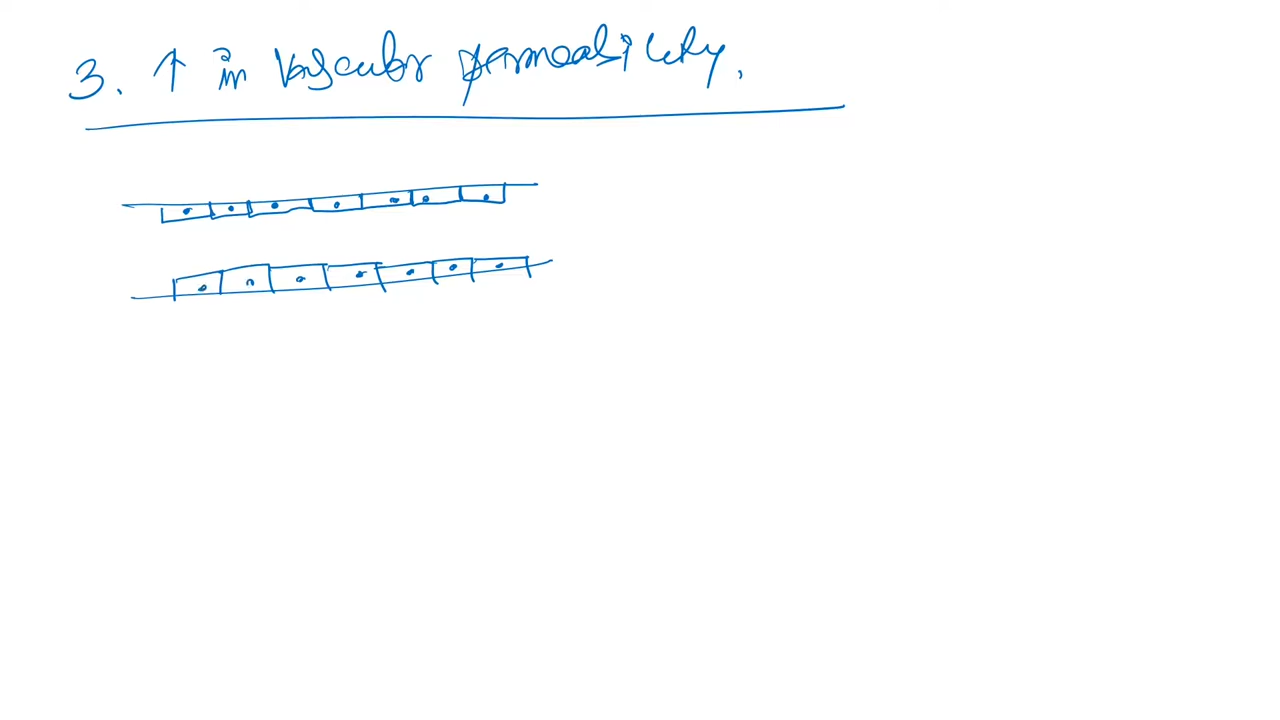 3. ↑ in vascular permeability.